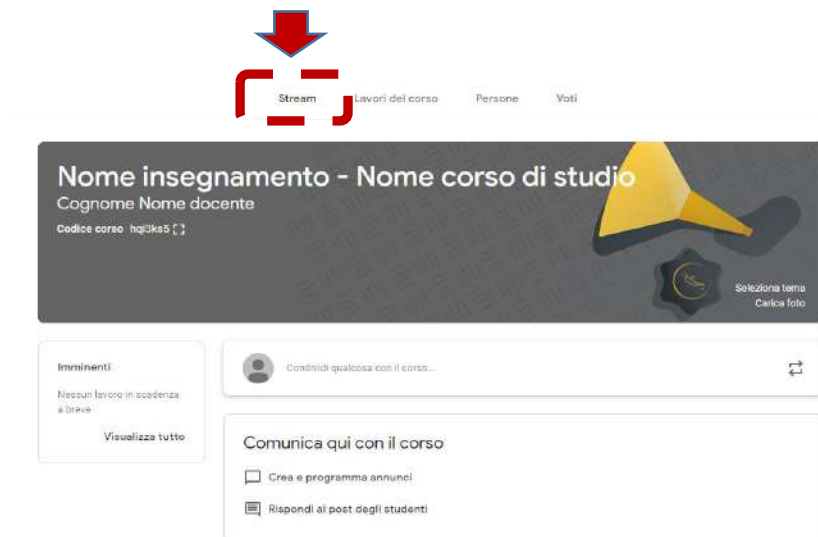 Stream Lavori del corso Persone Voti
Nome insegnamento - Nome corso di studio
Cognome Nome docente
Codice corso hqi3ks5
Seleziona tema
Carica foto
Imminenti
Nessun lavoro in scadenza
a breve
Visualizza tutto
Condividi qualcosa con il corso...
Comunica qui con il corso
Crea e programma annunci
Rispondi ai post degli studenti